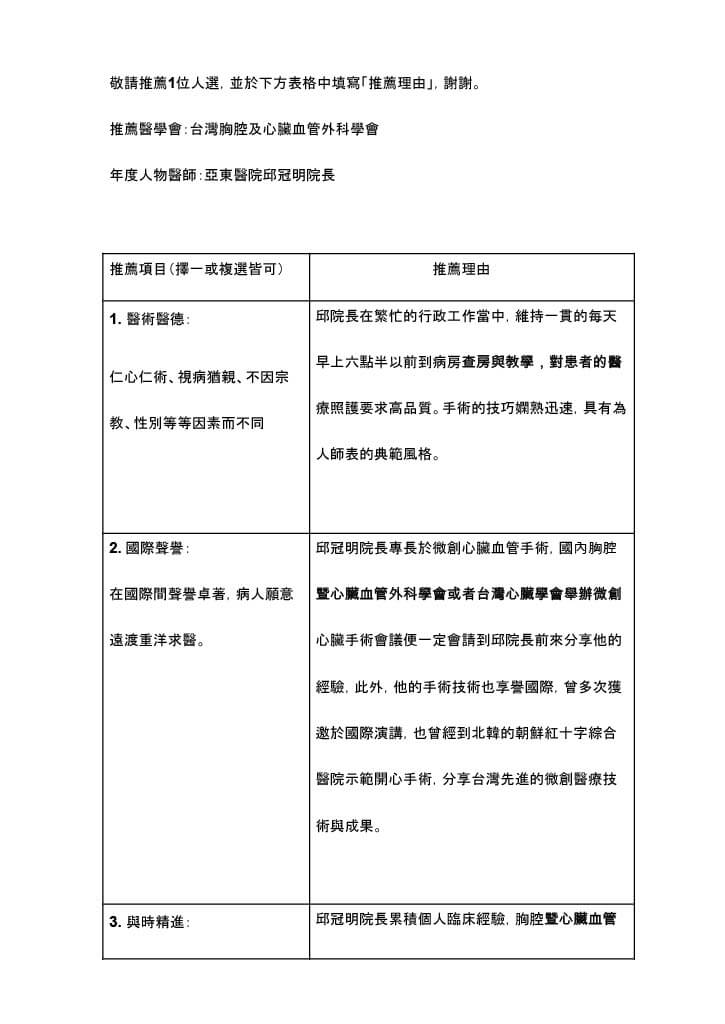 敬請推薦1位人選，並於下方表格中填寫「推薦理由」，謝謝。
推薦醫學會：台灣胸腔及心臟血管外科學會
年度人物醫師：亞東醫院邱冠明院長
推薦項目（擇一或複選皆可）
推薦理由
1. 醫術醫德：
仁心仁術、視病猶親、不因宗
教、性別等等因素而不同
邱院長在繁忙的行政工作當中，維持一貫的每天
早上六點半以前到病房查房與教學，對患者的醫
療照護要求高品質。手術的技巧嫻熟迅速，具有為
人師表的典範風格。
2. 國際聲譽：
在國際間聲譽卓著，病人願意
遠渡重洋求醫。
邱冠明院長專長於微創心臟血管手術，國內胸腔
暨心臟血管外科學會或者台灣心臟學會舉辦微創
心臟手術會議便一定會請到邱院長前來分享他的
經驗，此外，他的手術技術也享譽國際，曾多次獲
邀於國際演講，也曾經到北韓的朝鮮紅十字綜合
醫院示範開心手術，分享台灣先進的微創醫療技
術與成果。
3. 與時精進：
邱冠明院長累積個人臨床經驗，胸腔暨心臟血管